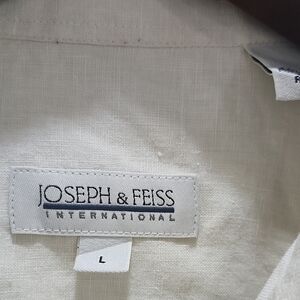 JOSEPH & FEISS
INTERNATIONAL
L